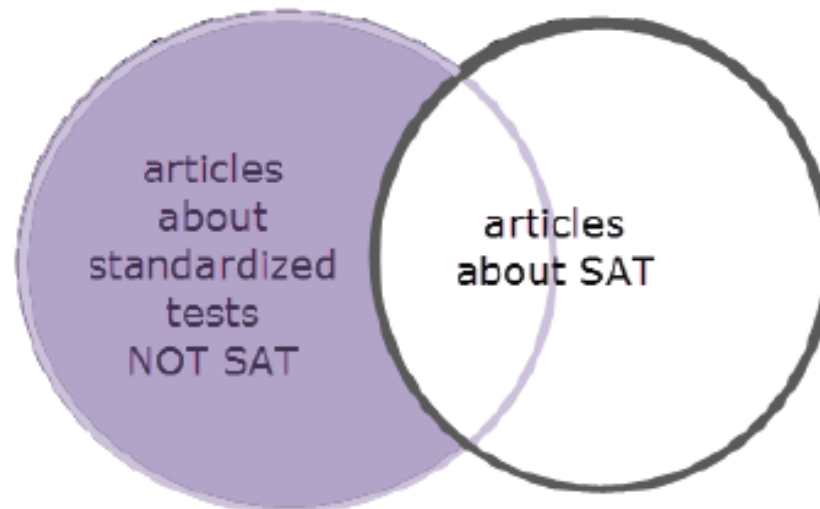 articles
about
standardized
tests
NOT SAT
articles
about SAT